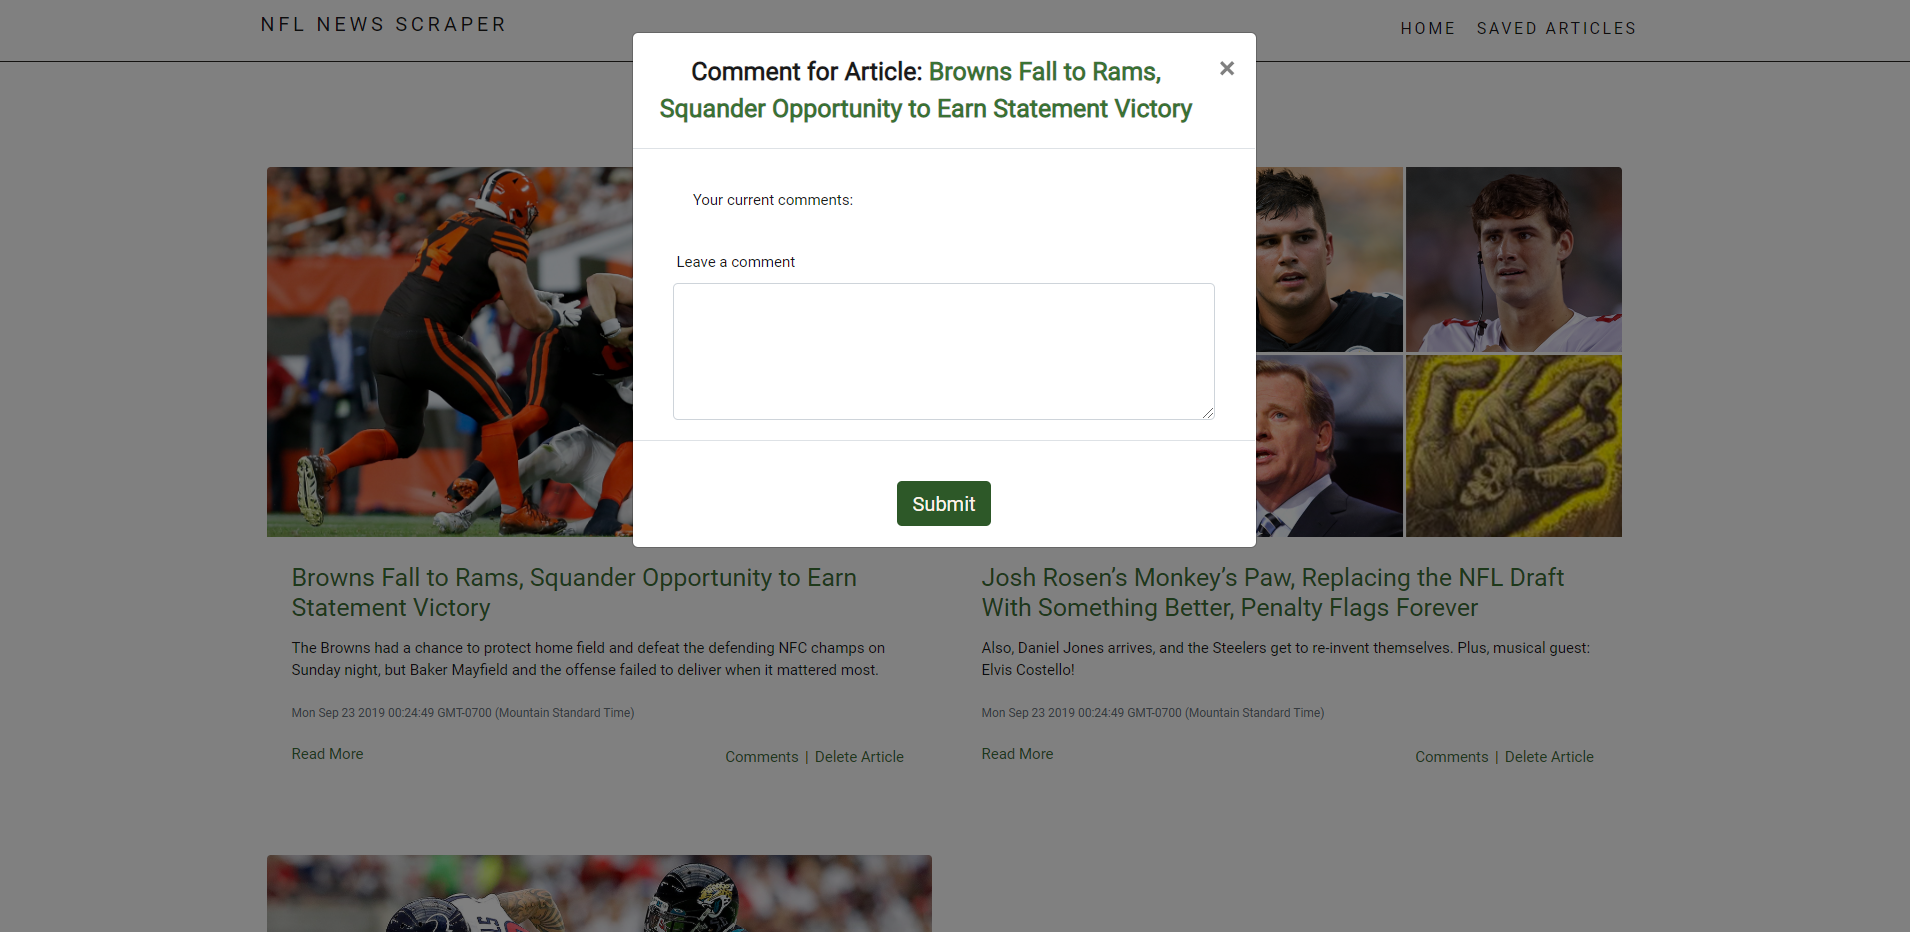 NFL NEWS SCRAPER
HOME SAVED ARTICLES
Comment for Article: Browns Fall to Rams,
Squander Opportunity to Earn Statement Victory
×
Your current comments:
Leave a comment
Submit
Browns Fall to Rams, Squander Opportunity to Earn
Statement Victory
The Browns had a chance to protect home field and defeat the defending NFC champs on
Sunday night, but Baker Mayfield and the offense failed to deliver when it mattered most.
Mon Sep 23 2019 00:24:49 GMT-0700 (Mountain Standard Time)
Read More
Comments | Delete Article
Josh Rosen’s Monkey’s Paw, Replacing the NFL Draft
With Something Better, Penalty Flags Forever
Also, Daniel Jones arrives, and the Steelers get to re-invent themselves. Plus, musical guest:
Elvis Costello!
Mon Sep 23 2019 00:24:49 GMT-0700 (Mountain Standard Time)
Read More
Comments | Delete Article